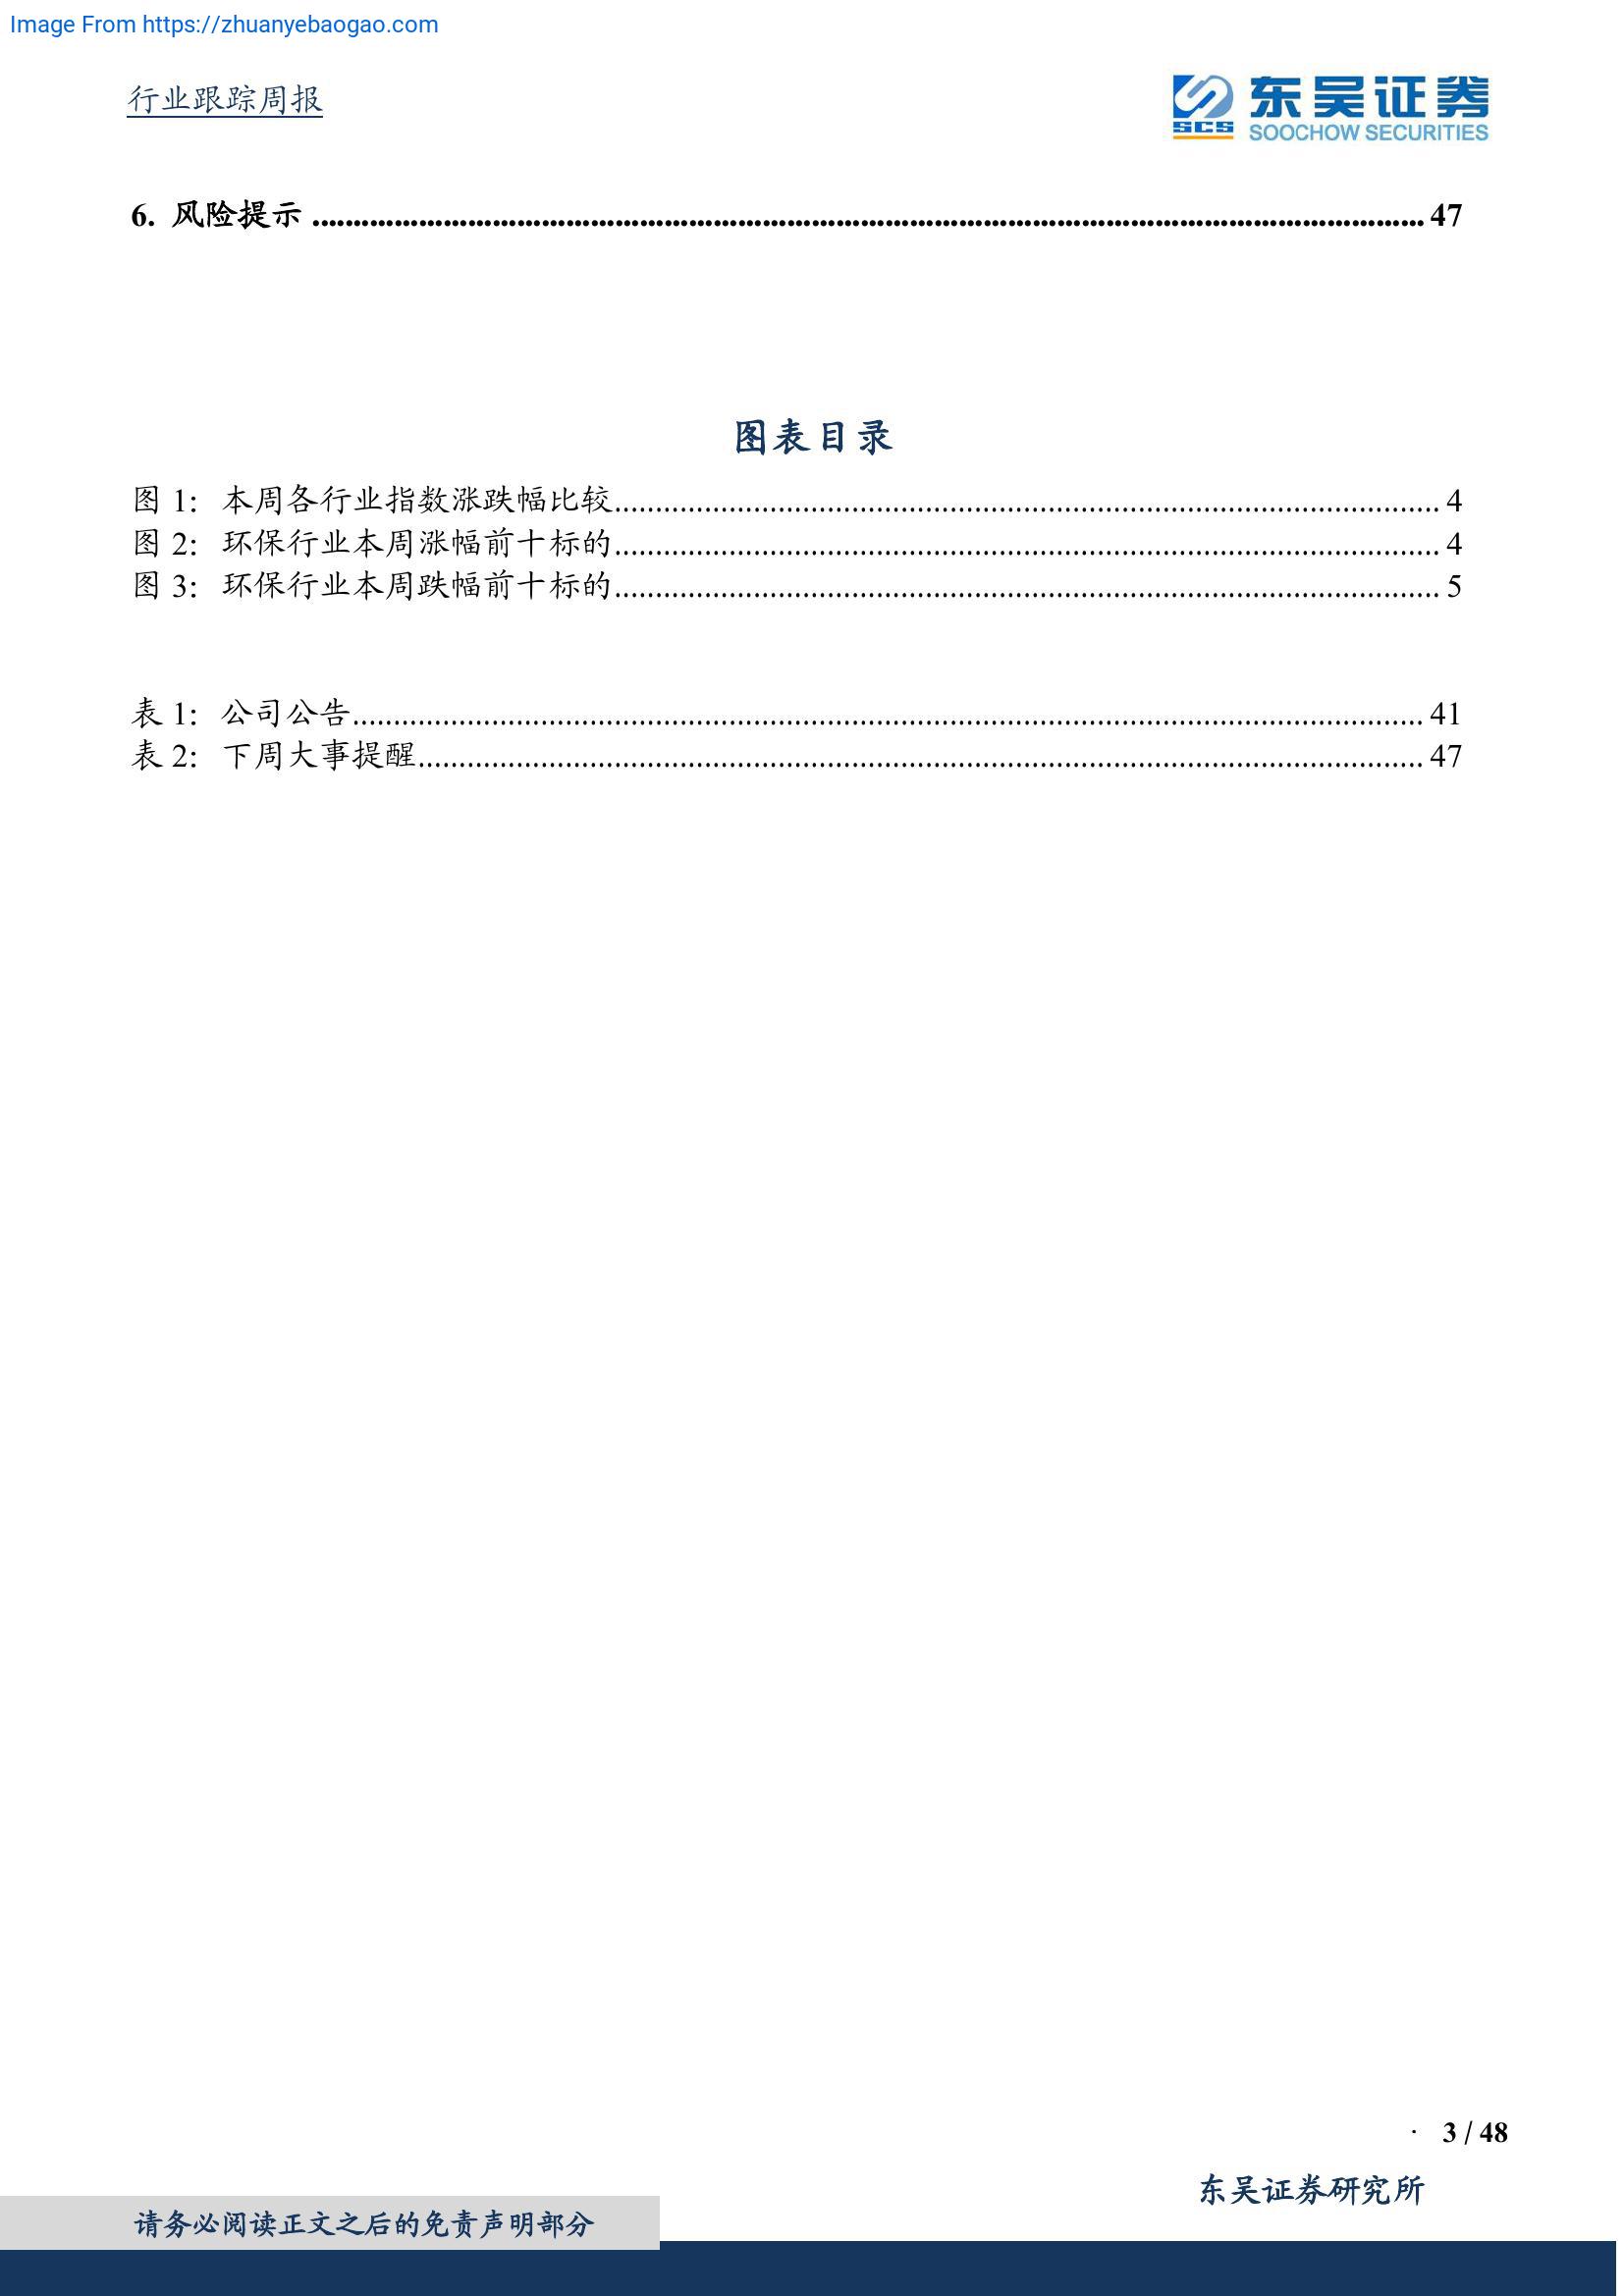 Image From https://zhuanyebaogao.com
行业跟踪周报
东吴证券
SCS SOOCHOW SECURITIES
6. 风险提示 ........ 47
图表目录
图 1: 本周各行业指数涨跌幅比较........ 4
图 2: 环保行业本周涨幅前十标的........ 4
图 3: 环保行业本周跌幅前十标的........ 5
表 1: 公司公告........ 41
表 2: 下周大事提醒........ 47
· 3 / 48
东吴证券研究所
请务必阅读正文之后的免责声明部分